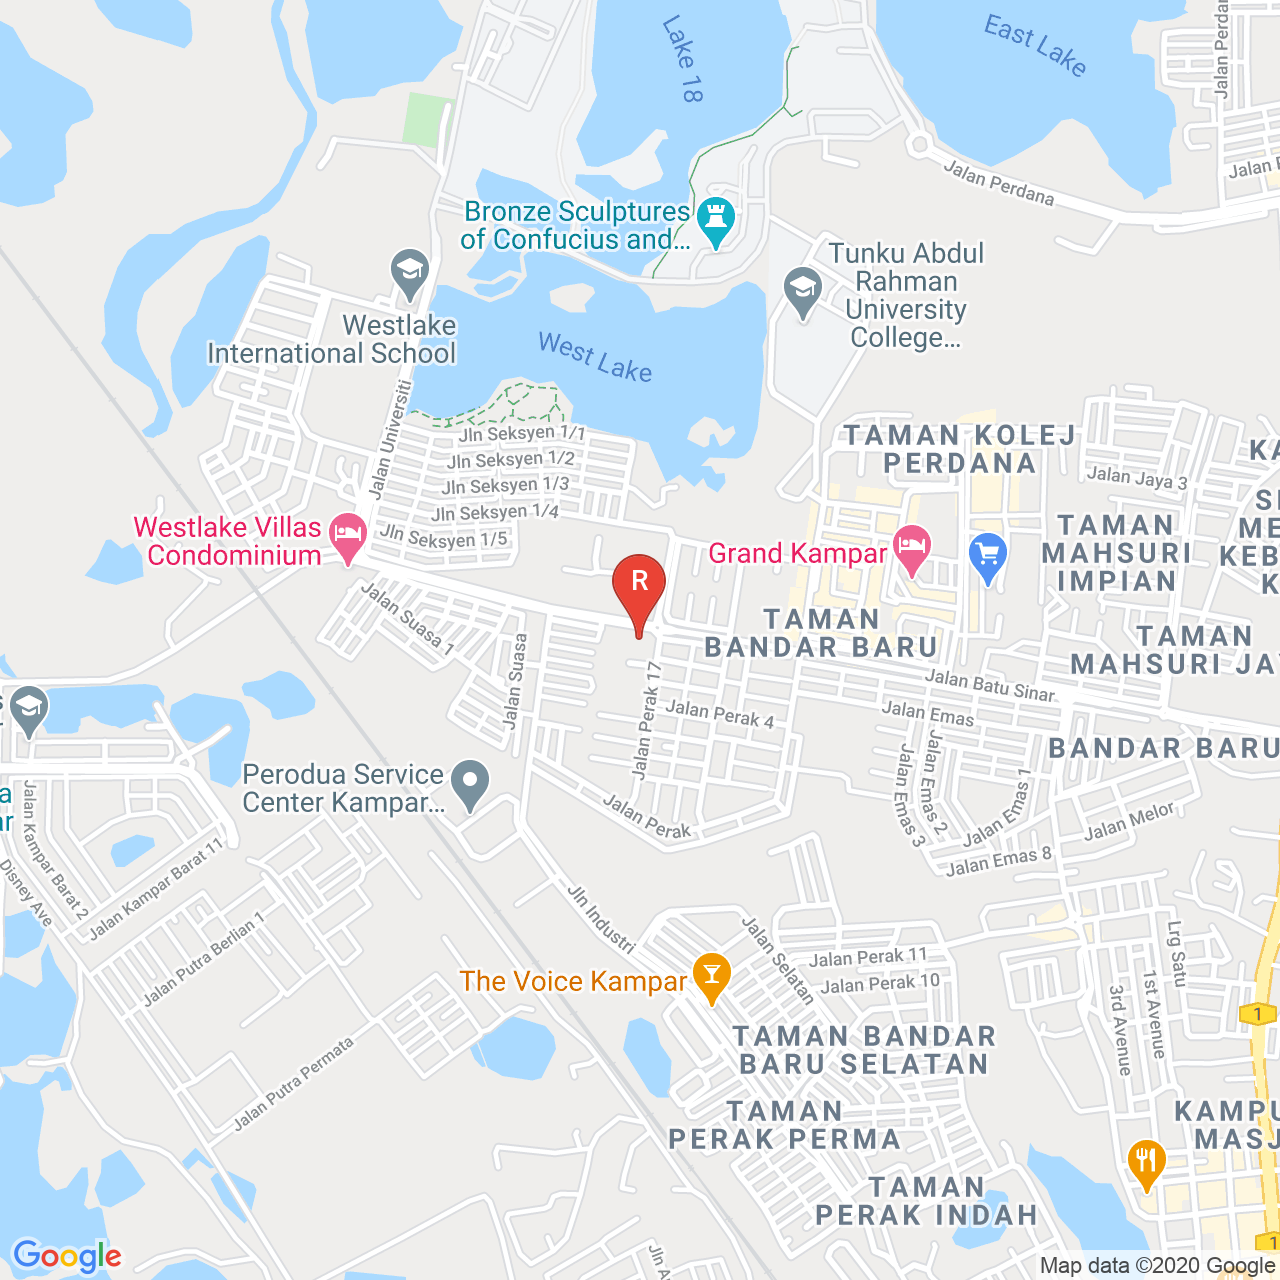 Lake 18
East Lake
Jalan Perdana
Jalan Perdana
Bronze Sculptures
of Confucius and...
Tunku Abdul
Rahman
University
College...
Westlake
International School
West Lake
Jalan Universiti
Jln Seksyen 1/1
Jln Seksyen 1/2
Jln Seksyen 1/3
Jln Seksyen 1/4
Jln Seksyen 1/5
TAMAN KOLEJ
PERDANA
Jalan Jaya 3
Westlake Villas
Condominium
Grand Kampar
TAMAN
MAHSURI
IMPIAN
R
TAMAN
BANDAR BARU
TAMAN
MAHSURI JAY
Jalan Suasa 1
Jalan Suasa
Jalan Perak 17
Jalan Perak 4
Jalan Batu Sinar
Jalan Emas
BANDAR BARU
Jalan Emas 3
Jalan Emas 2
Jalan Emas 1
Jalan Melor
Jalan Emas 8
Perodua Service
Center Kampar...
Jalan Perak
Jalan Kampar Barat 2
Disney Ave
Jalan Kampar Barat 11
Jalan Putra Berlian 1
Jln Industri
Jalan Selatan
Jalan Perak 11
Jalan Perak 10
Lrg Satu
1st Avenue
3rd Avenue
1
The Voice Kampar
TAMAN BANDAR
BARU SELATAN
Jalan Putra Permata
TAMAN
PERAK PERMA
KAMPU
MASJ
TAMAN
PERAK INDAH
1
Google
Map data ©2020 Google